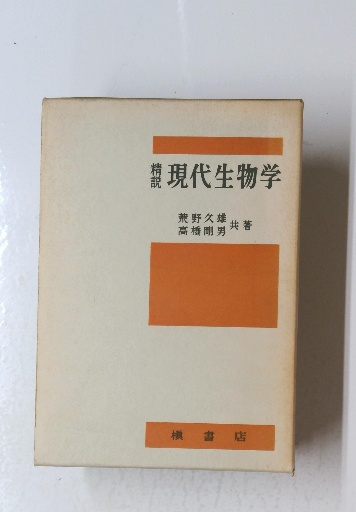 精説 現代生物学
荒野久雄
高橋剛男 共著
槇書店